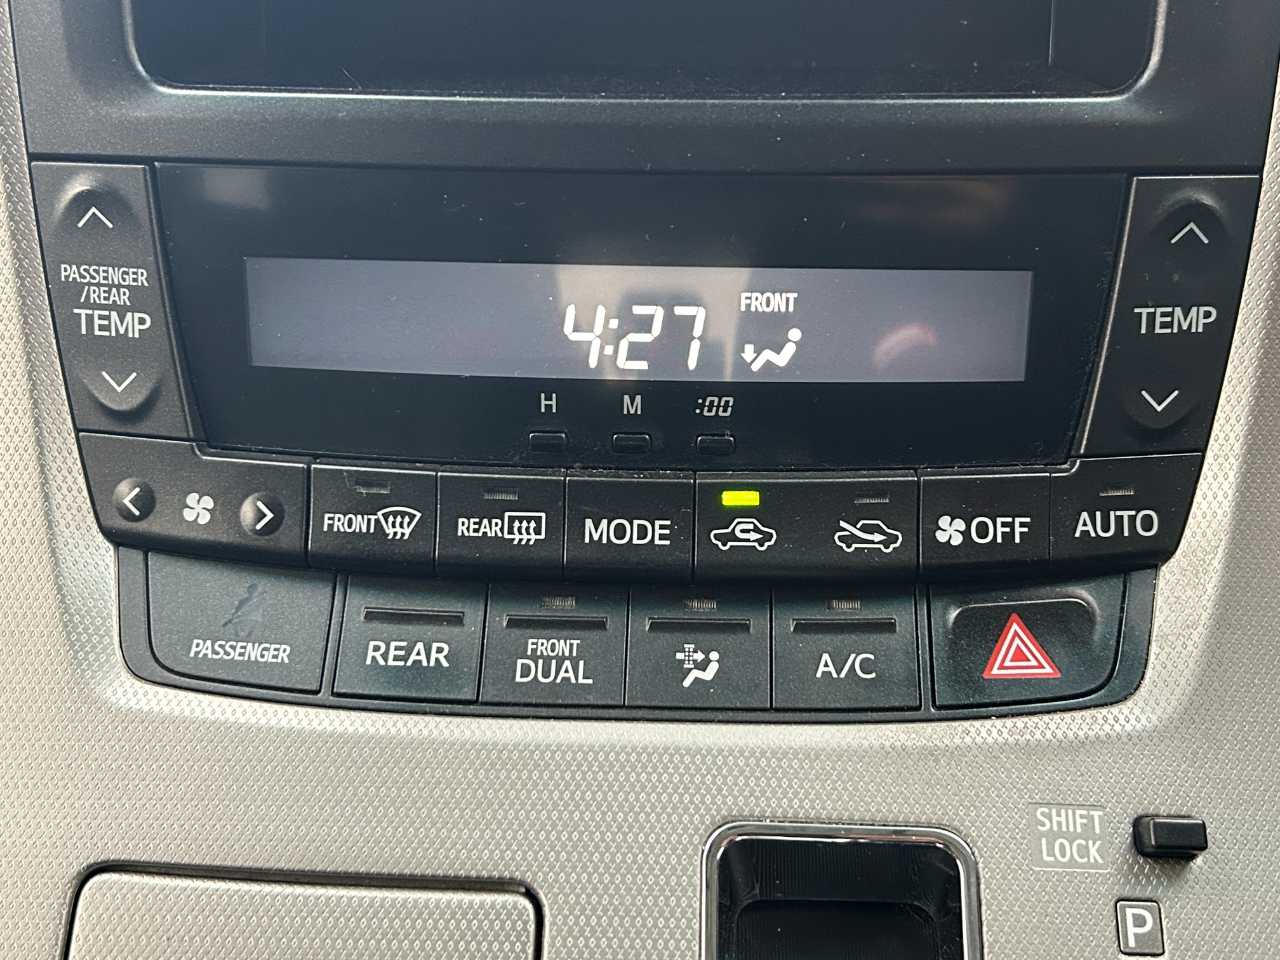 PASSENGER
/REAR
TEMP
4:27
FRONT
TEMP
H
M
:00
FRONT
REAR
MODE
OFF
AUTO
PASSENGER
REAR
FRONT
DUAL
A/C
SHIFT
LOCK
P